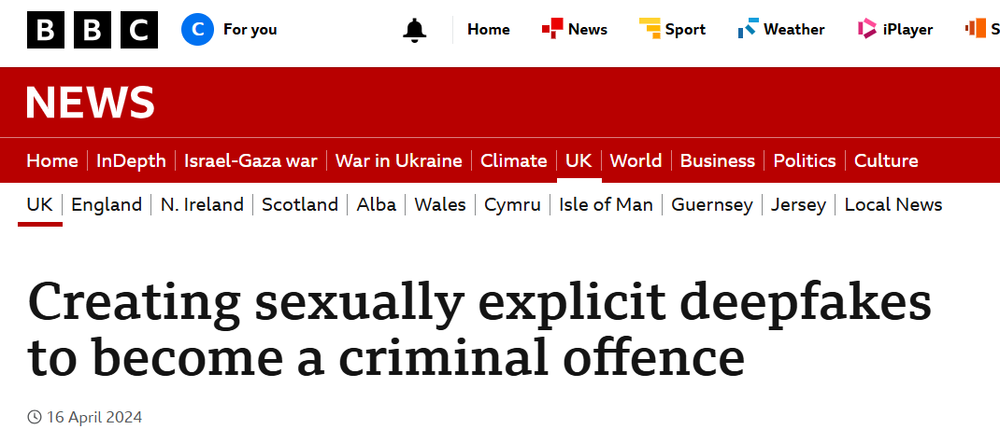 BBC C For you Home News Sport Weather iPlayer S
NEWS
Home InDepth Israel-Gaza war War in Ukraine Climate UK World Business Politics Culture
UK England N. Ireland Scotland Alba Wales Cymru Isle of Man Guernsey Jersey Local News
Creating sexually explicit deepfakes
to become a criminal offence
16 April 2024